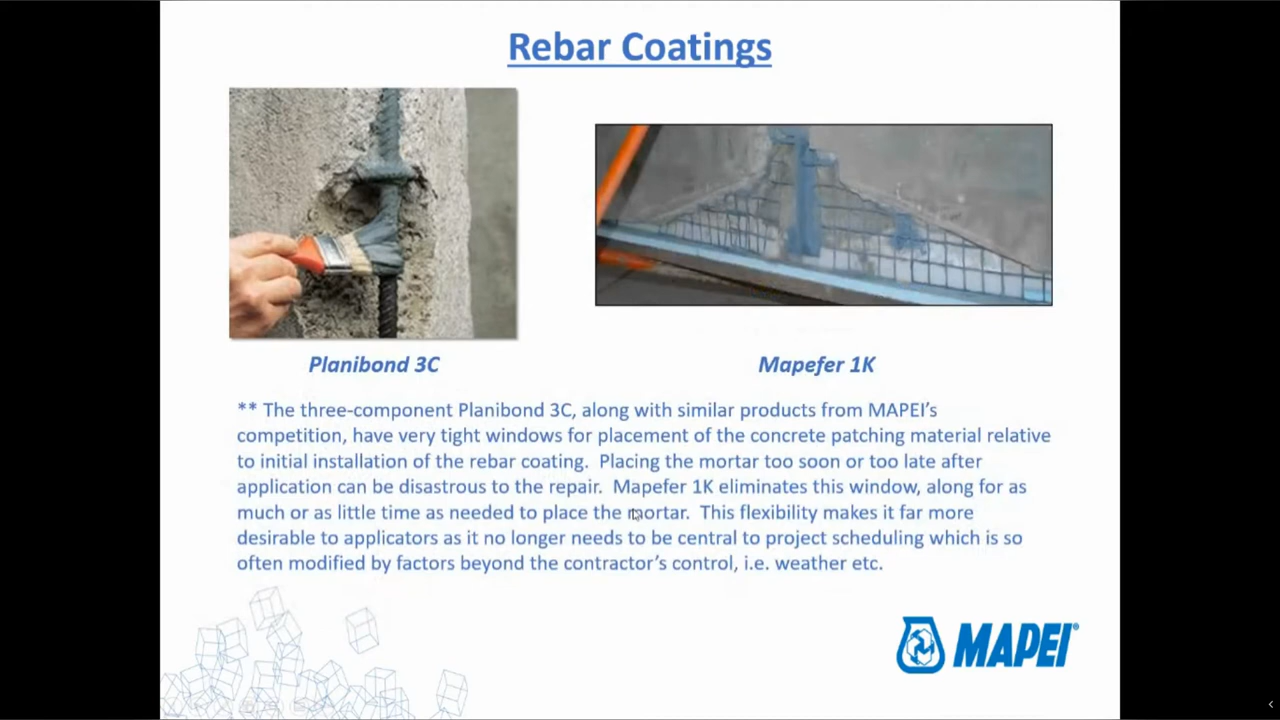 Rebar Coatings
Planibond 3C
Mapefer 1K
** The three-component Planibond 3C, along with similar products from MAPEI’s
competition, have very tight windows for placement of the concrete patching material relative
to initial installation of the rebar coating.  Placing the mortar too soon or too late after
application can be disastrous to the repair.  Mapefer 1K eliminates this window, along for as
much or as little time as needed to place the mortar.  This flexibility makes it far more
desirable to applicators as it no longer needs to be central to project scheduling which is so
often modified by factors beyond the contractor’s control, i.e. weather etc.
MAPEI®